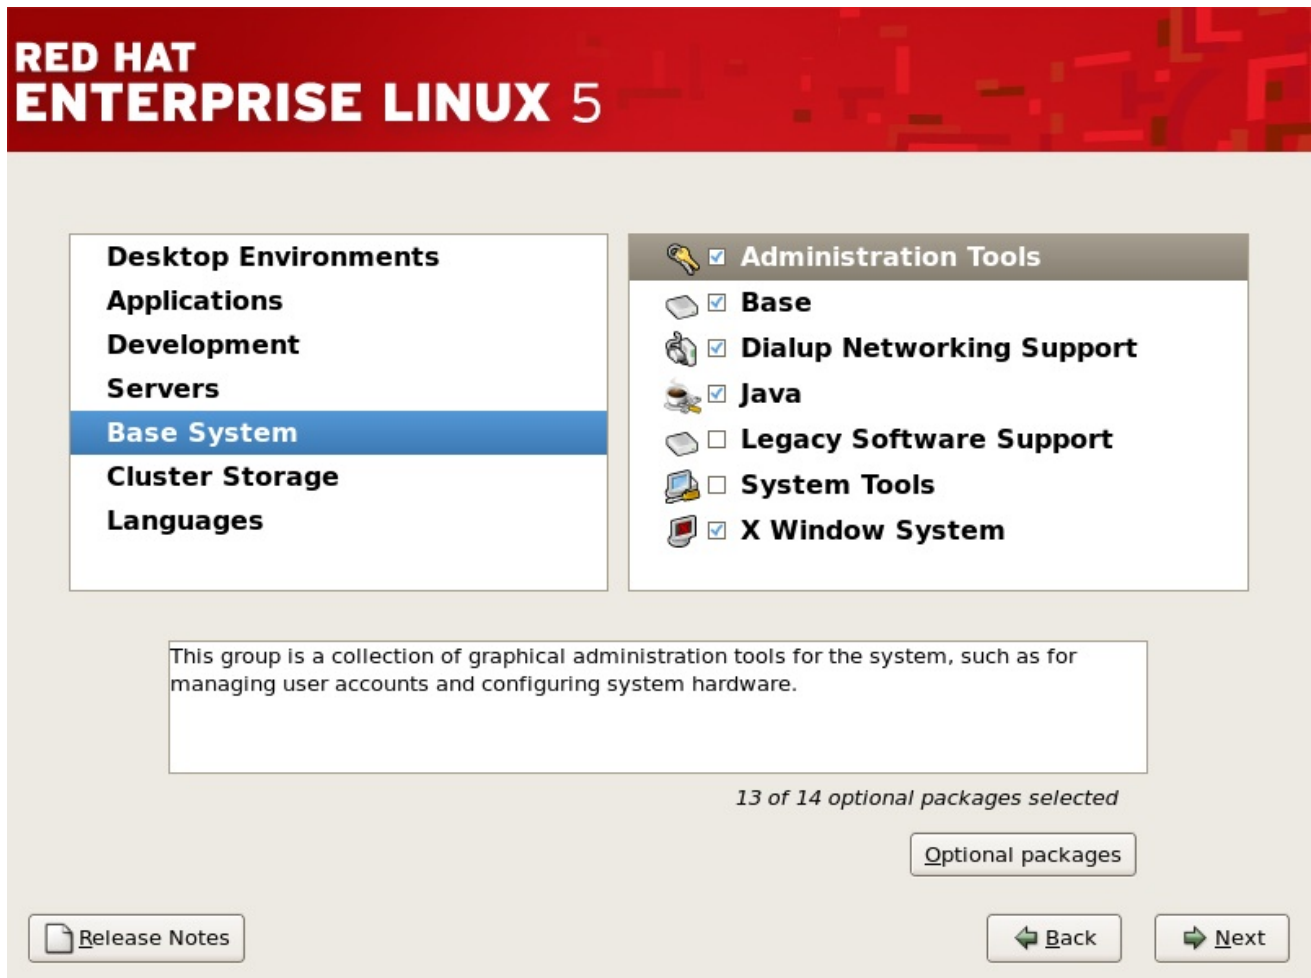 RED HAT
ENTERPRISE LINUX 5
Desktop Environments
Applications
Development
Servers
Base System
Cluster Storage
Languages
Administration Tools
Base
Dialup Networking Support
Java
Legacy Software Support
System Tools
X Window System
This group is a collection of graphical administration tools for the system, such as for
managing user accounts and configuring system hardware.
13 of 14 optional packages selected
Optional packages
Release Notes
Back
Next